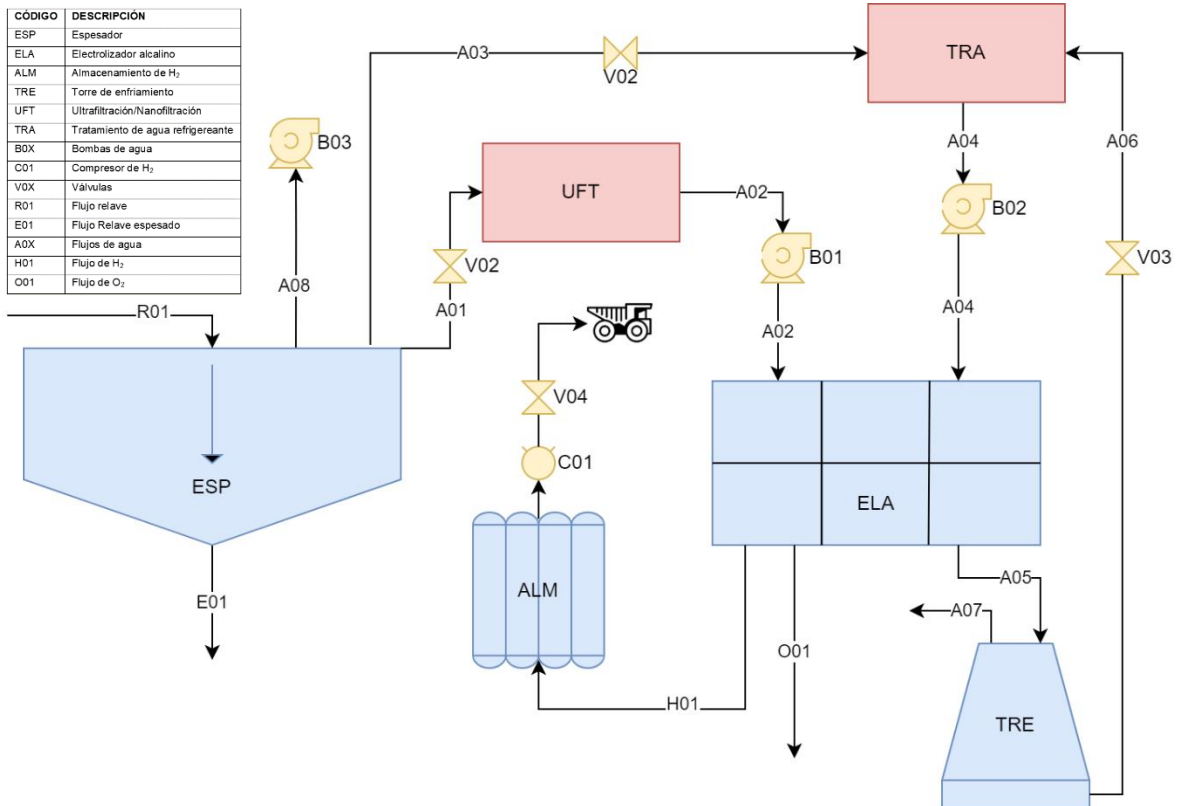 CÓDIGO DESCRIPCIÓN
ESP Espesador
ELA Electrolizador alcalino
ALM Almacenamiento de H₂
TRE Torre de enfriamiento
UFT Ultrafiltración/Nanofiltración
TRA Tratamiento de agua refrigereante
B0X Bombas de agua
C01 Compresor de H₂
V0X Válvulas
R01 Flujo relave
E01 Flujo Relave espesado
A0X Flujos de agua
H01 Flujo de H₂
O01 Flujo de O₂
A03
V02
TRA
B03
A04
A06
UFT
A02
B02
B01
V02
V03
A08
A01
R01
A02
A04
V04
C01
ESP
ELA
ALM
A05
E01
A07
O01
H01
TRE